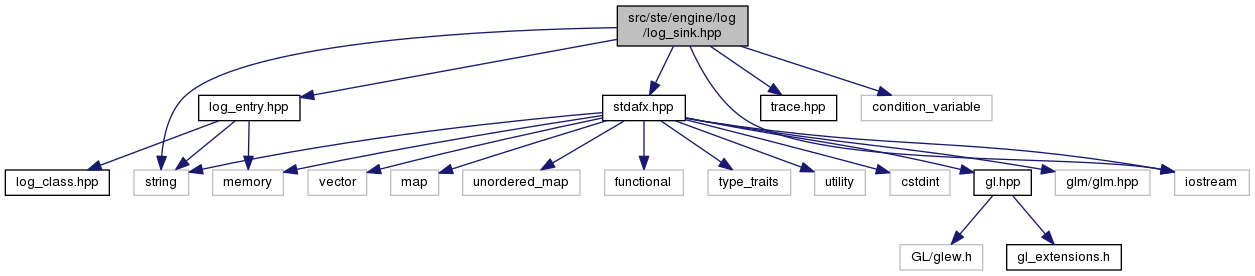 src/ste/engine/log
/log_sink.hpp
log_entry.hpp
stdafx.hpp
trace.hpp
condition_variable
log_class.hpp
string
memory
vector
map
unordered_map
functional
type_traits
utility
cstdint
gl.hpp
glm/glm.hpp
iostream
GL/glew.h
gl_extensions.h